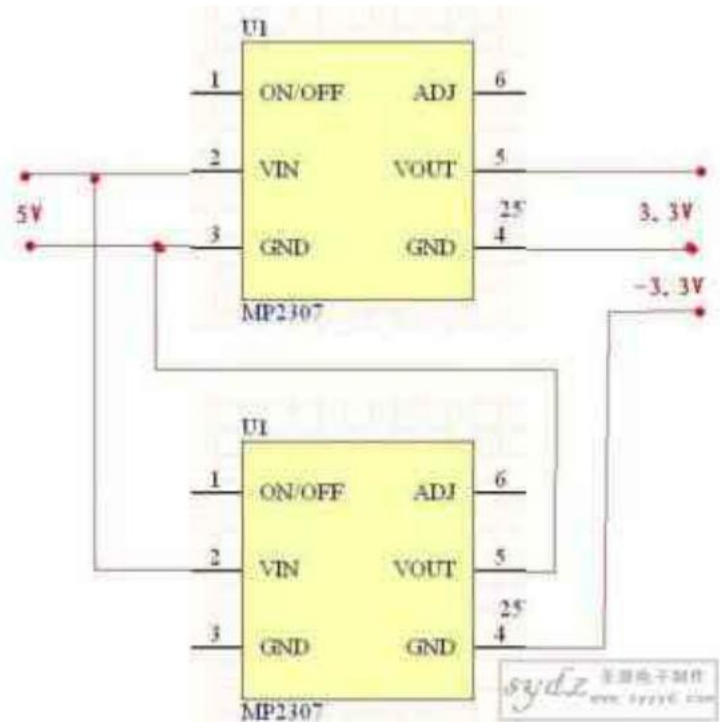 U1
1 ON/OFF ADJ 6
2 VIN VOUT 5
5V
25
3.3V
3 GND GND 4
-3.3V
MP2307
U1
1 ON/OFF ADJ 6
2 VIN VOUT 5
25
3 GND GND 4
MP2307
sydz